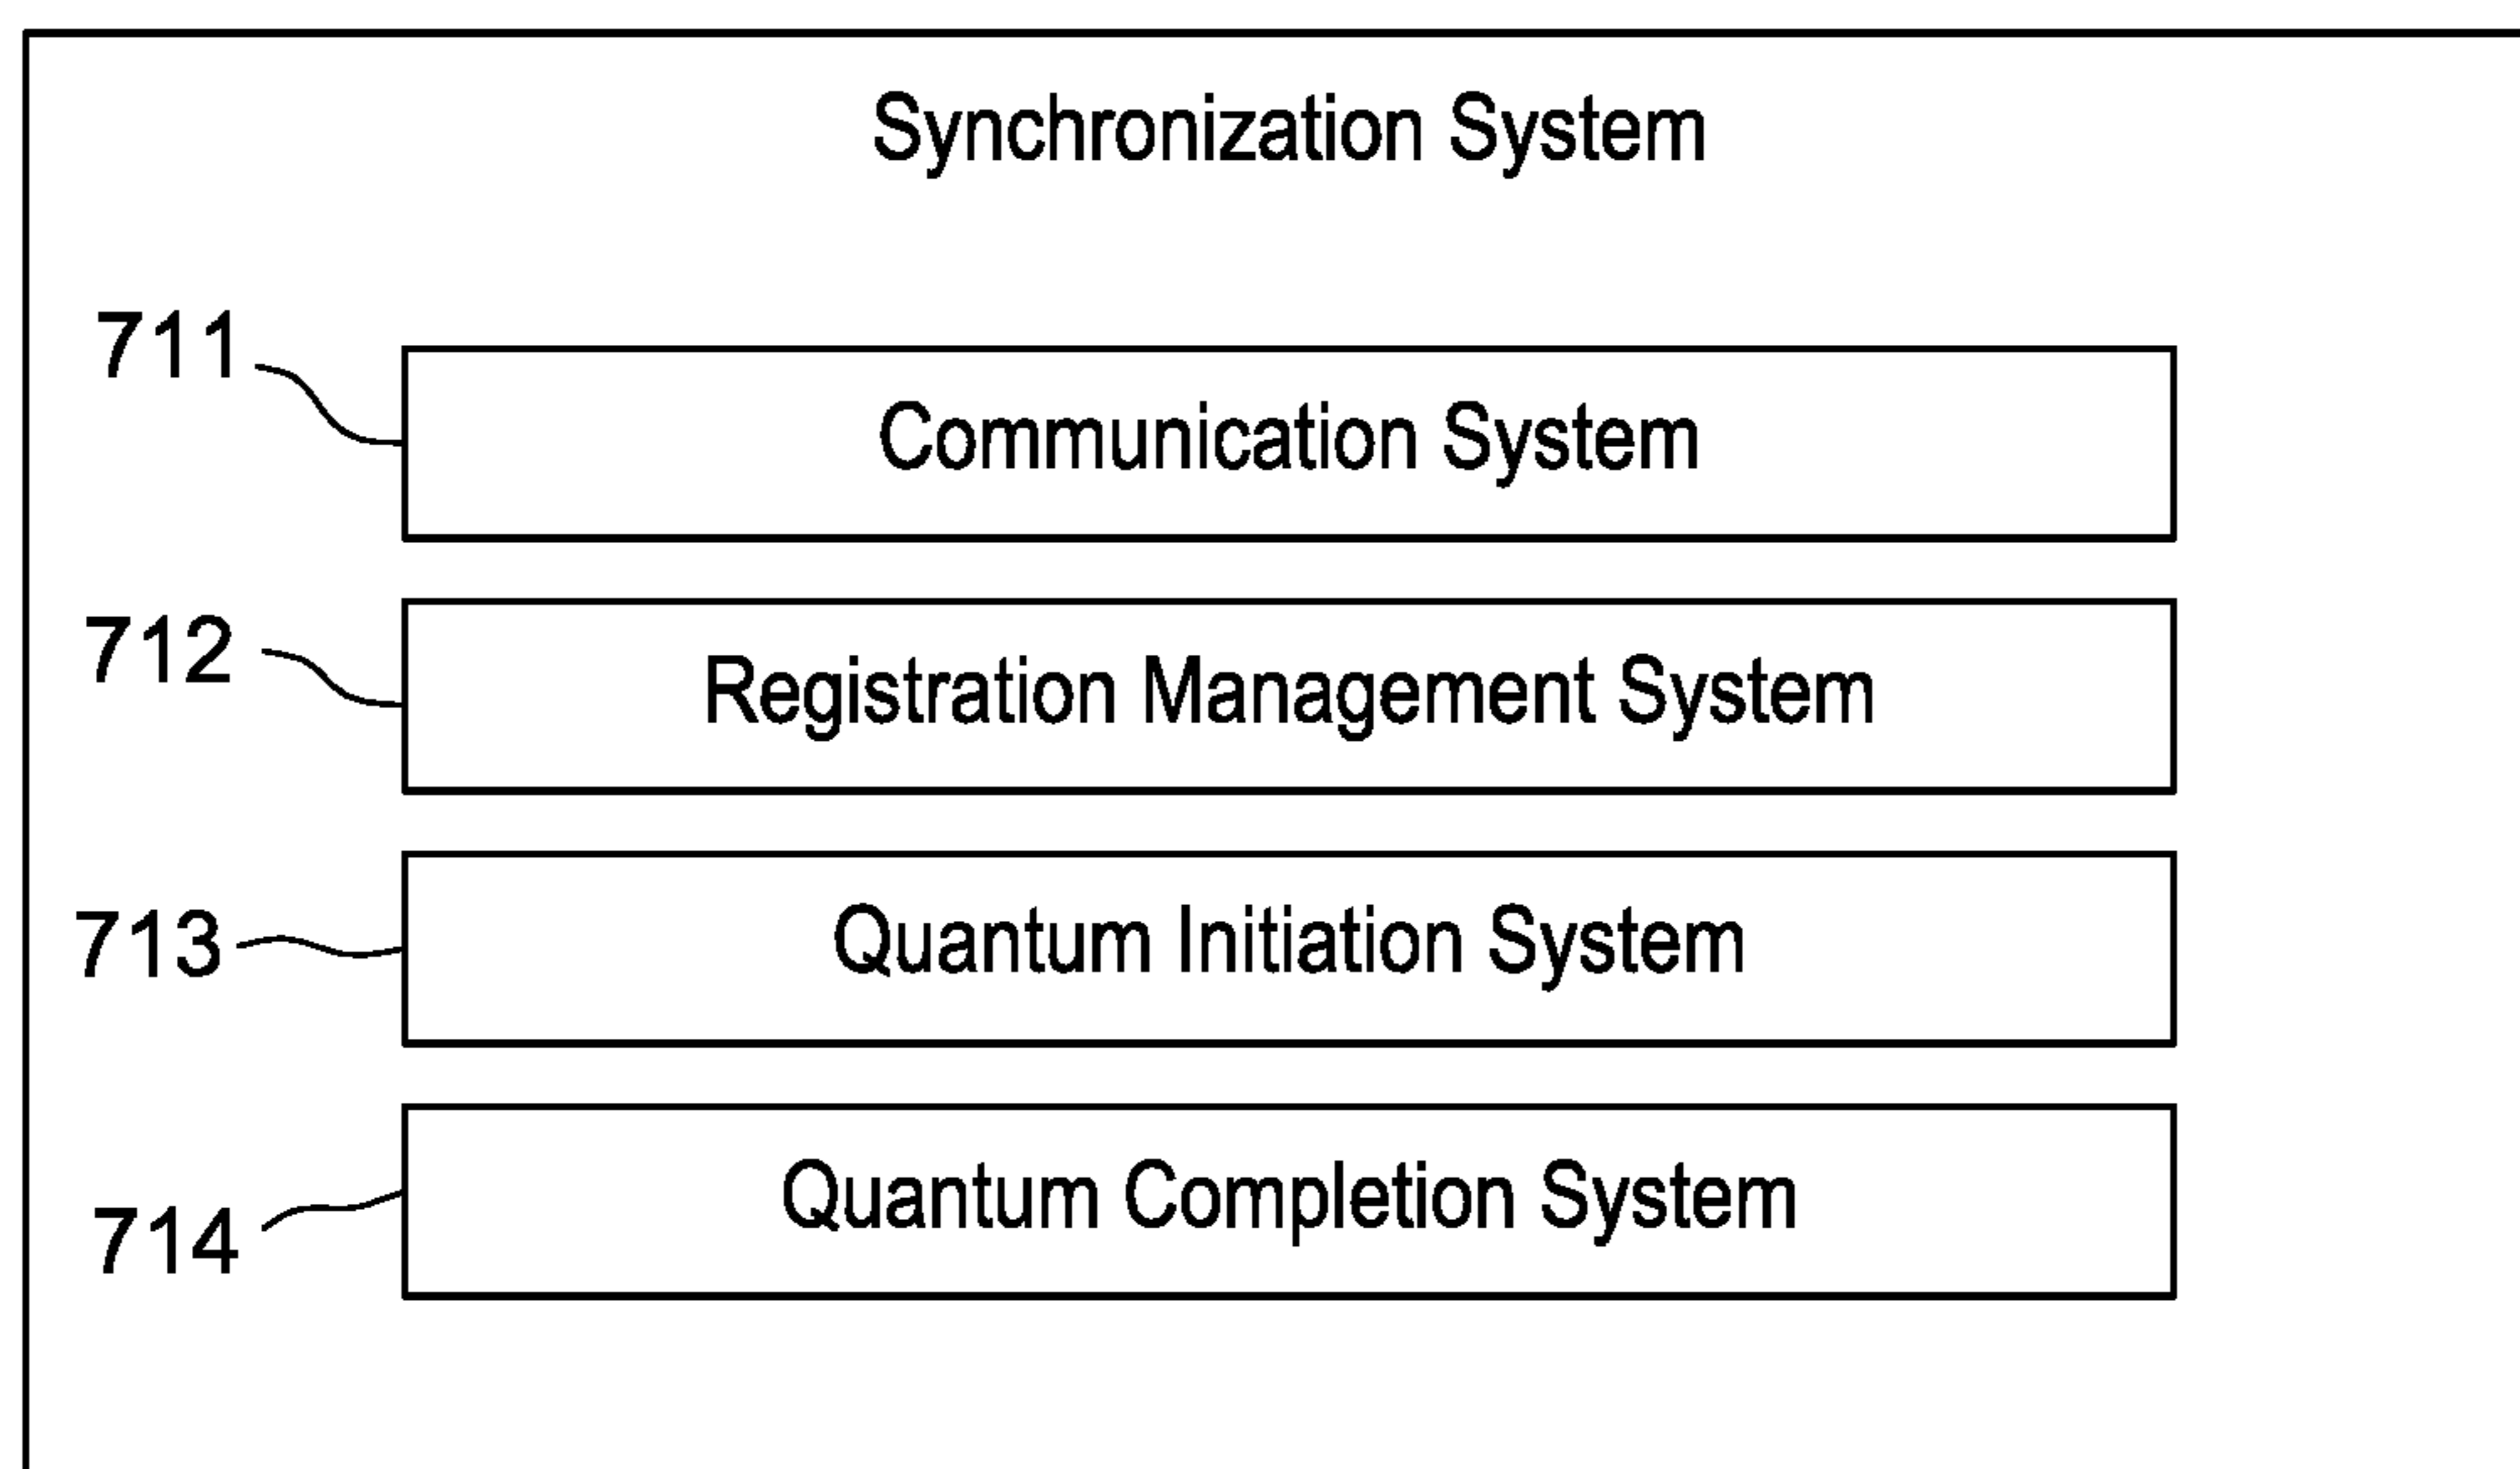 Synchronization System
711
Communication System
712
Registration Management System
713
Quantum Initiation System
714
Quantum Completion System